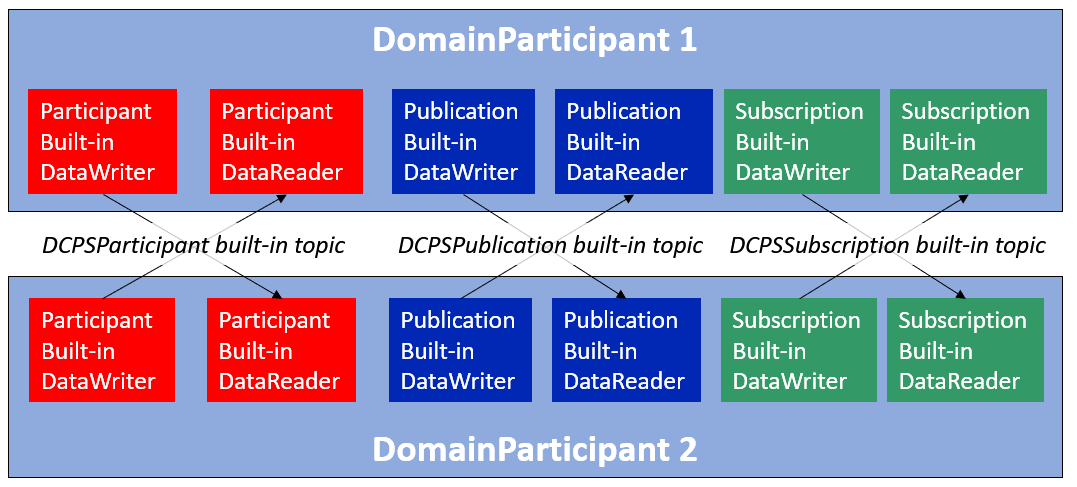 DomainParticipant 1
Participant
Built-in
DataWriter
Participant
Built-in
DataReader
Publication
Built-in
DataWriter
Publication
Built-in
DataReader
Subscription
Built-in
DataWriter
Subscription
Built-in
DataReader
DCPSParticipant built-in topic
DCPSPublication built-in topic
DCPSSubscription built-in topic
Participant
Built-in
DataWriter
Participant
Built-in
DataReader
Publication
Built-in
DataWriter
Publication
Built-in
DataReader
Subscription
Built-in
DataWriter
Subscription
Built-in
DataReader
DomainParticipant 2